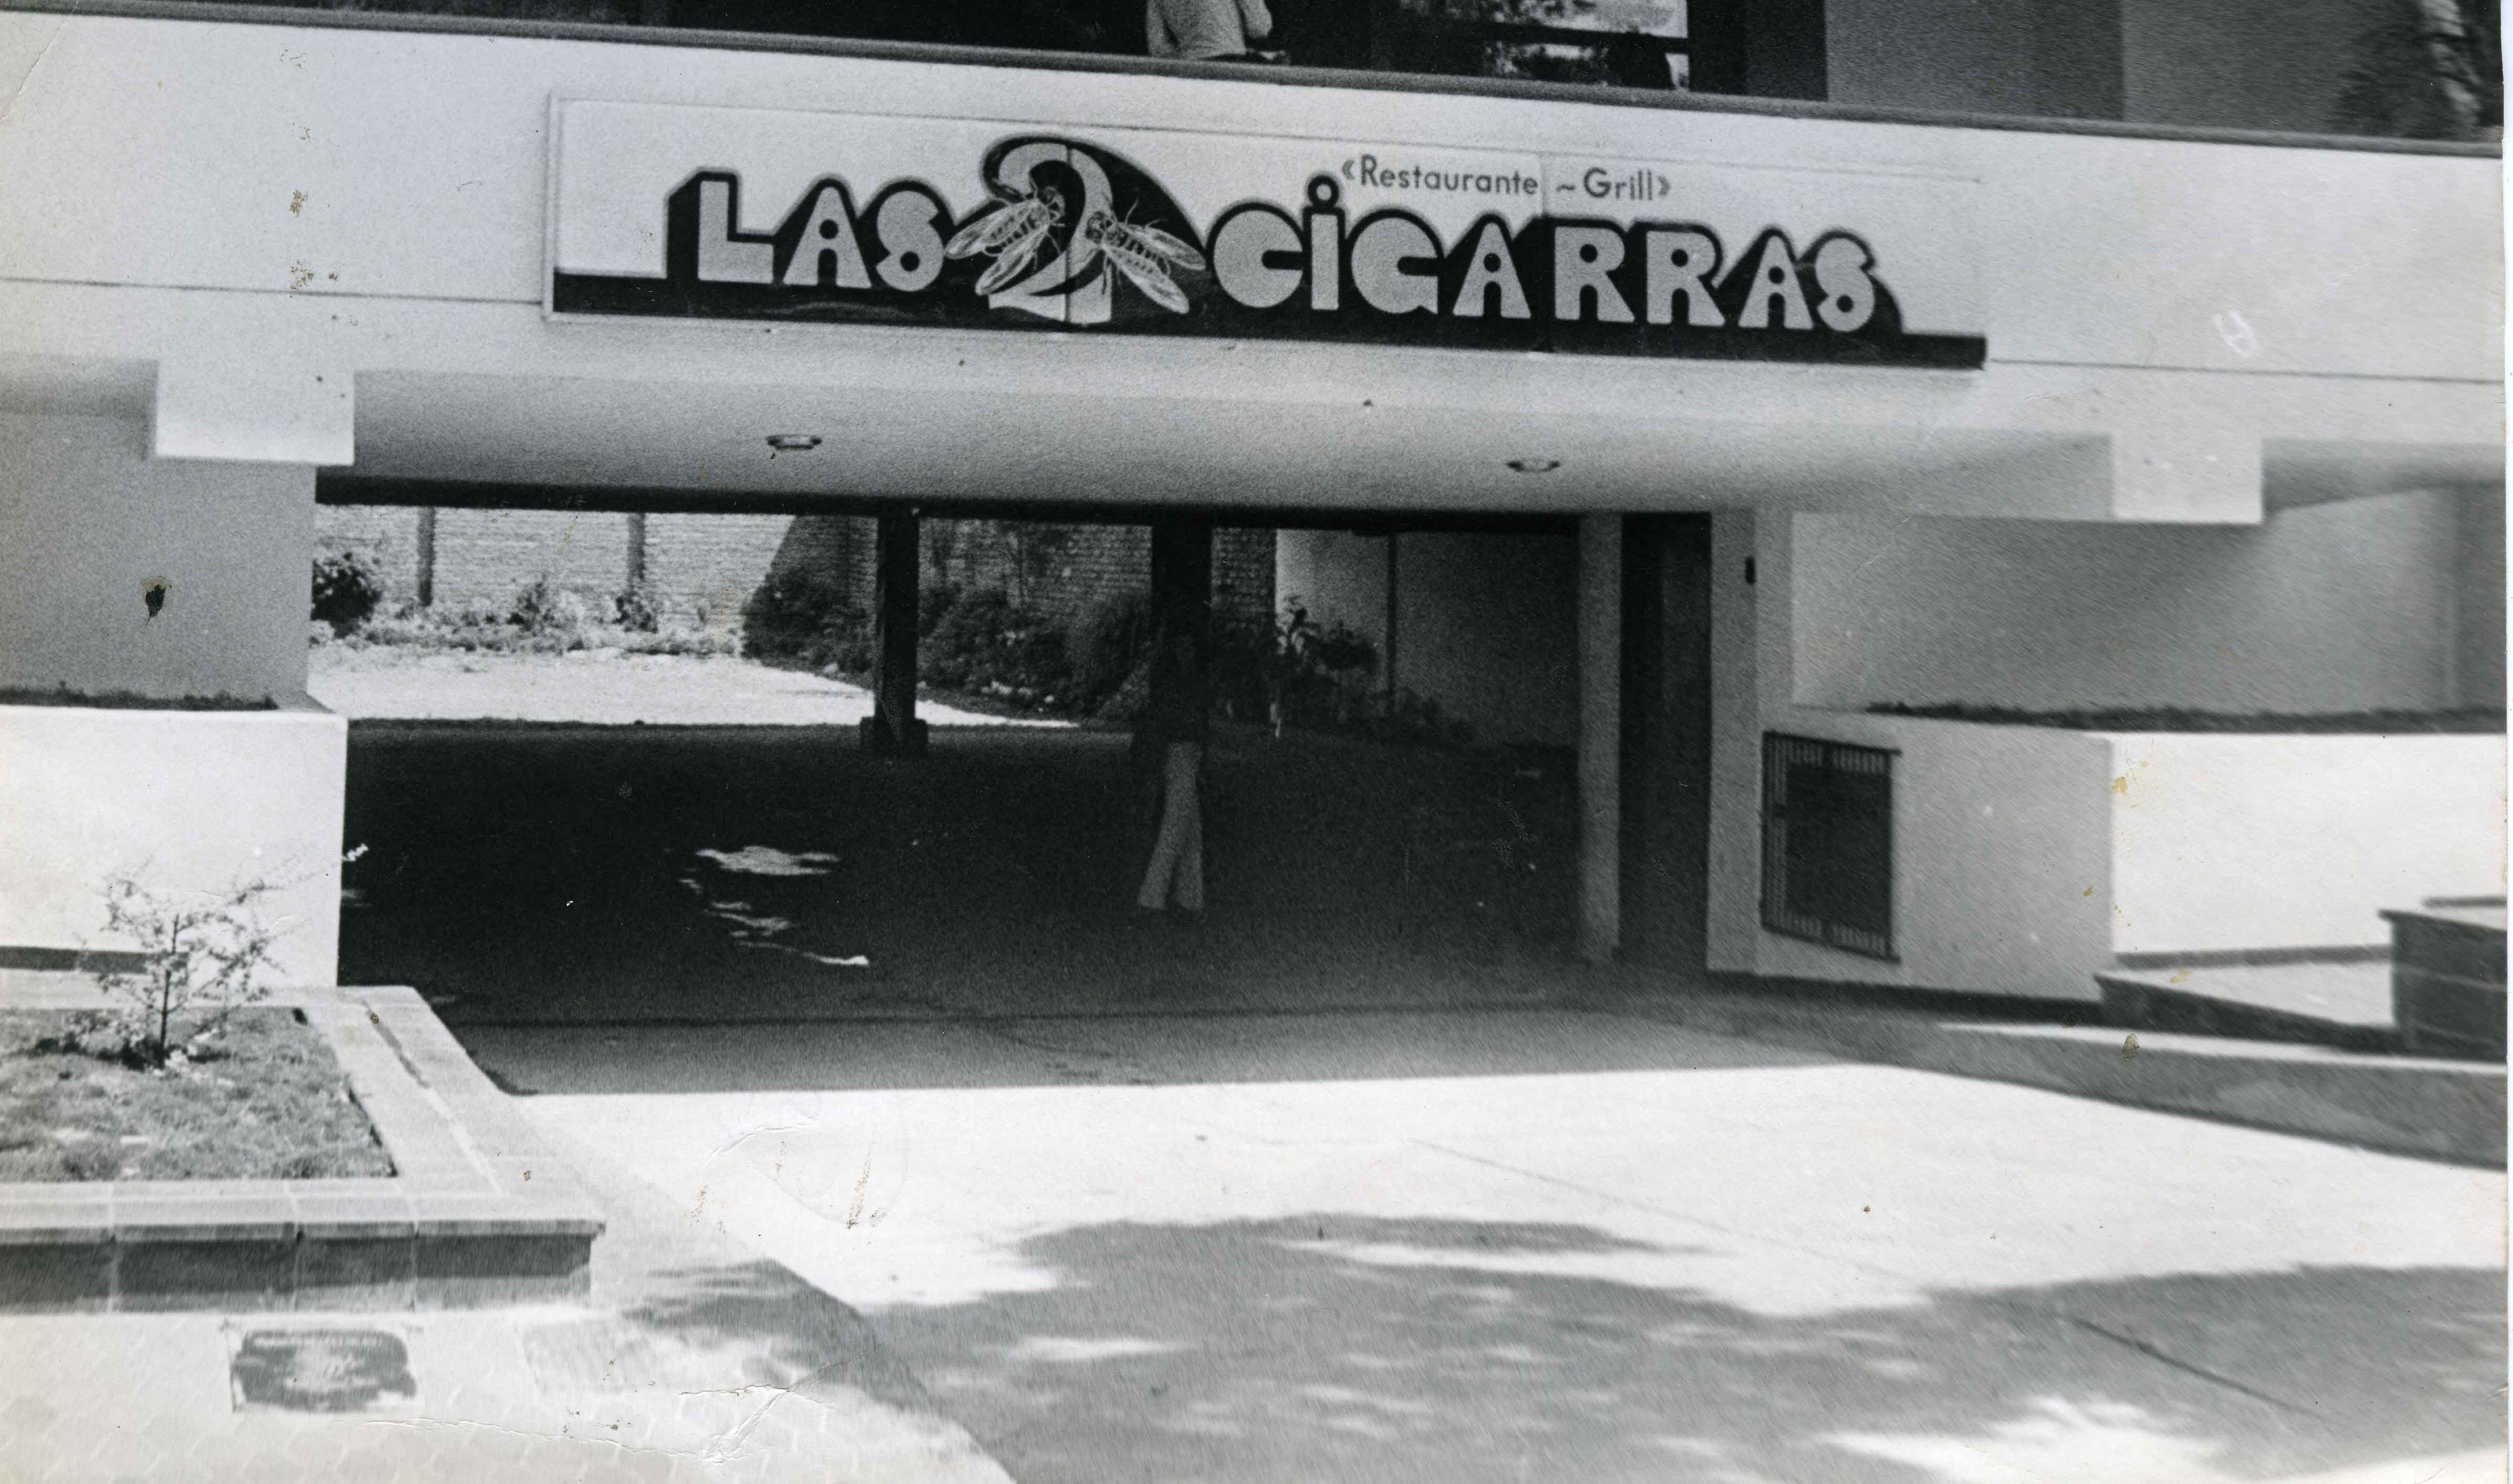 «Restaurante ~ Grill»
LAS 2 CiGARRAS